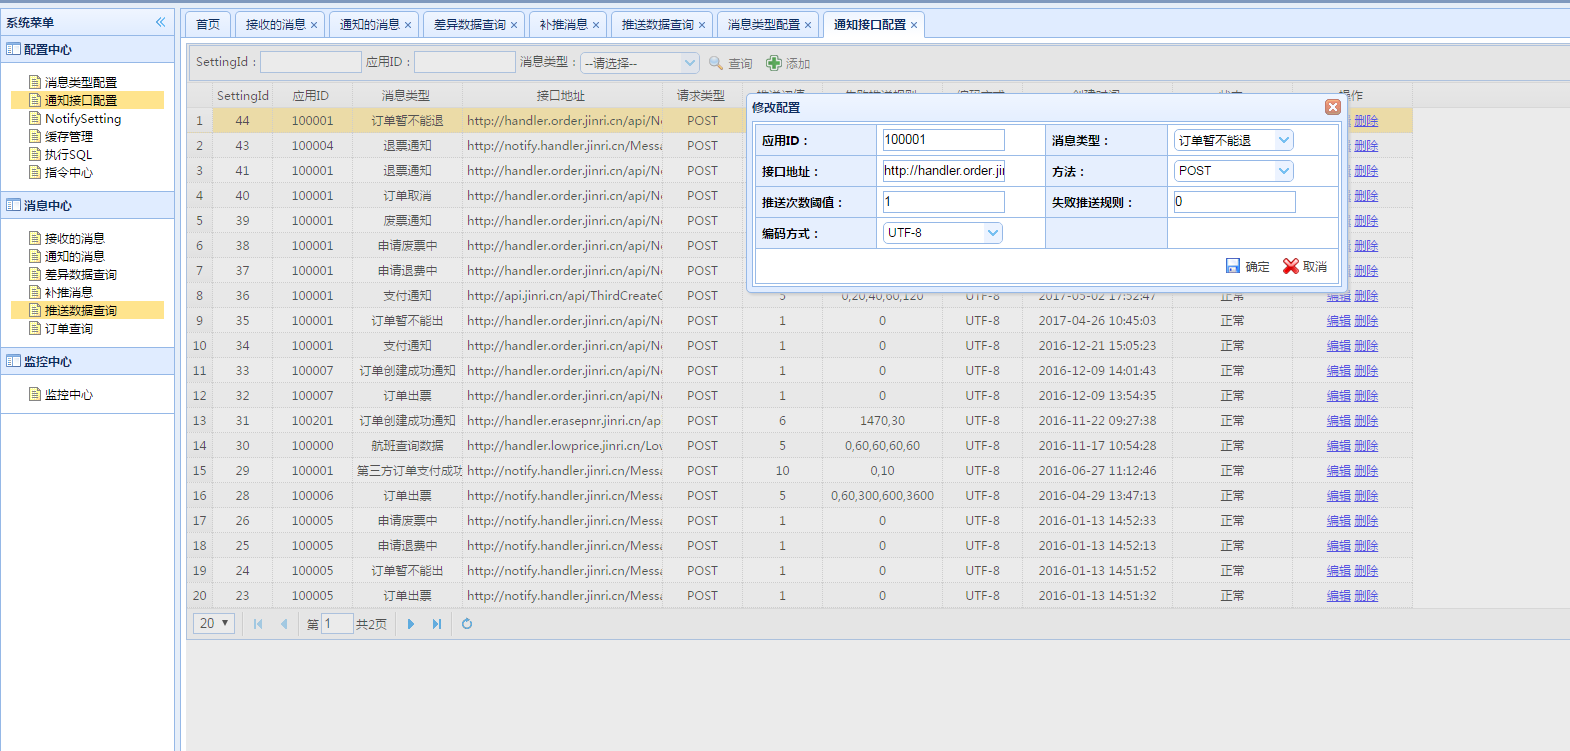 系统菜单
配置中心
消息类型配置
通知接口配置
NotifySetting
缓存管理
执行SQL
指令中心
消息中心
接收的消息
通知的消息
差异数据查询
补推消息
推送数据查询
订单查询
监控中心
监控中心
首页 接收的消息 通知的消息 差异数据查询 补推消息 推送数据查询 消息类型配置 通知接口配置
SettingId： 应用ID： 消息类型： --请选择-- 查询 添加
SettingId 应用ID 消息类型 接口地址 请求类型
1 44 100001 订单暂不能退 http://handler.order.jinri.cn/api/No POST 删除
2 43 100004 退票通知 http://notify.handler.jinri.cn/Messa POST 删除
3 41 100001 退票通知 http://handler.order.jinri.cn/api/No POST 删除
4 40 100001 订单取消 http://handler.order.jinri.cn/api/No POST 删除
5 39 100001 废票通知 http://handler.order.jinri.cn/api/No POST 删除
6 38 100001 申请废票中 http://handler.order.jinri.cn/api/No POST 删除
7 37 100001 申请退费中 http://handler.order.jinri.cn/api/No POST 删除
8 36 100001 支付通知 http://api.jinri.cn/api/ThirdCreateO POST 5 0,20,40,60,120 UTF-8 2017-05-02 17:52:47 正常 编辑 删除
9 35 100001 订单暂不能出 http://handler.order.jinri.cn/api/No POST 1 0 UTF-8 2017-04-26 10:45:03 正常 编辑 删除
10 34 100001 支付通知 http://handler.order.jinri.cn/api/No POST 1 0 UTF-8 2016-12-21 15:05:23 正常 编辑 删除
11 33 100007 订单创建成功通知 http://handler.order.jinri.cn/api/No POST 1 0 UTF-8 2016-12-09 14:01:43 正常 编辑 删除
12 32 100007 订单出票 http://handler.order.jinri.cn/api/No POST 1 0 UTF-8 2016-12-09 13:54:35 正常 编辑 删除
13 31 100201 订单创建成功通知 http://handler.erasepnr.jinri.cn/ap POST 6 1470,30 UTF-8 2016-11-22 09:27:38 正常 编辑 删除
14 30 100000 航班查询数据 http://handler.lowprice.jinri.cn/Lov POST 5 0,60,60,60,60 UTF-8 2016-11-17 10:54:28 正常 编辑 删除
15 29 100001 第三方订单支付成功 http://notify.handler.jinri.cn/Messa POST 10 0,10 UTF-8 2016-06-27 11:12:46 正常 编辑 删除
16 28 100006 订单出票 http://notify.handler.jinri.cn/Messa POST 5 0,60,300,600,3600 UTF-8 2016-04-29 13:47:13 正常 编辑 删除
17 26 100005 申请废票中 http://notify.handler.jinri.cn/Messa POST 1 0 UTF-8 2016-01-13 14:52:33 正常 编辑 删除
18 25 100005 申请退费中 http://notify.handler.jinri.cn/Messa POST 1 0 UTF-8 2016-01-13 14:52:13 正常 编辑 删除
19 24 100005 订单暂不能出 http://notify.handler.jinri.cn/Messa POST 1 0 UTF-8 2016-01-13 14:51:52 正常 编辑 删除
20 23 100005 订单出票 http://notify.handler.jinri.cn/Messa POST 1 0 UTF-8 2016-01-13 14:51:32 正常 编辑 删除
20 第 1 共2页
修改配置
应用ID： 100001 消息类型： 订单暂不能退
接口地址： http://handler.order.jin 方法： POST
推送次数阈值： 1 失败推送规则： 0
编码方式： UTF-8
确定 取消